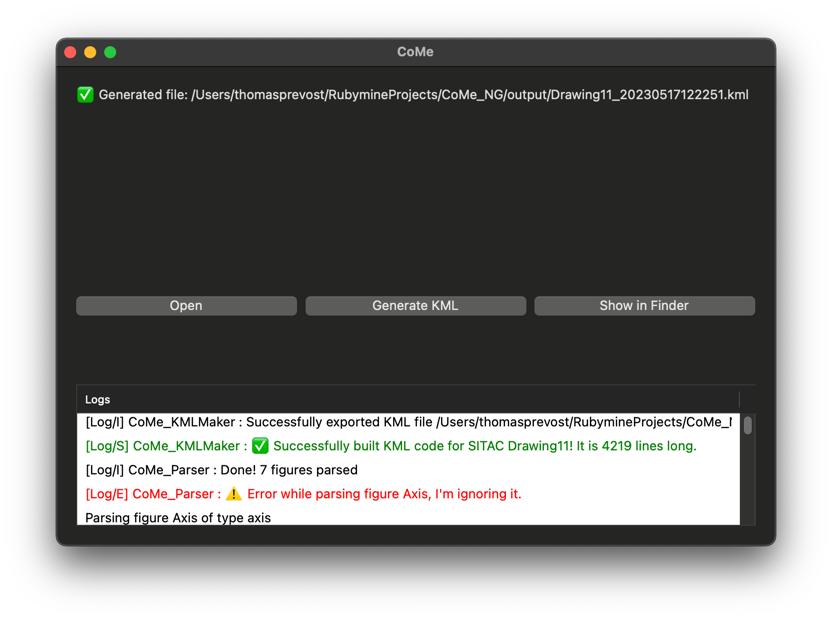 CoMe
✅ Generated file: /Users/thomasprevost/RubymineProjects/CoMe_NG/output/Drawing11_20230517122251.kml
Open
Generate KML
Show in Finder
Logs
[Log/I] CoMe_KMLMaker : Successfully exported KML file /Users/thomasprevost/RubymineProjects/CoMe_
[Log/S] CoMe_KMLMaker : ✅ Successfully built KML code for SITAC Drawing11! It is 4219 lines long.
[Log/I] CoMe_Parser : Done! 7 figures parsed
[Log/E] CoMe_Parser : ⚠️ Error while parsing figure Axis, I'm ignoring it.
Parsing figure Axis of type axis